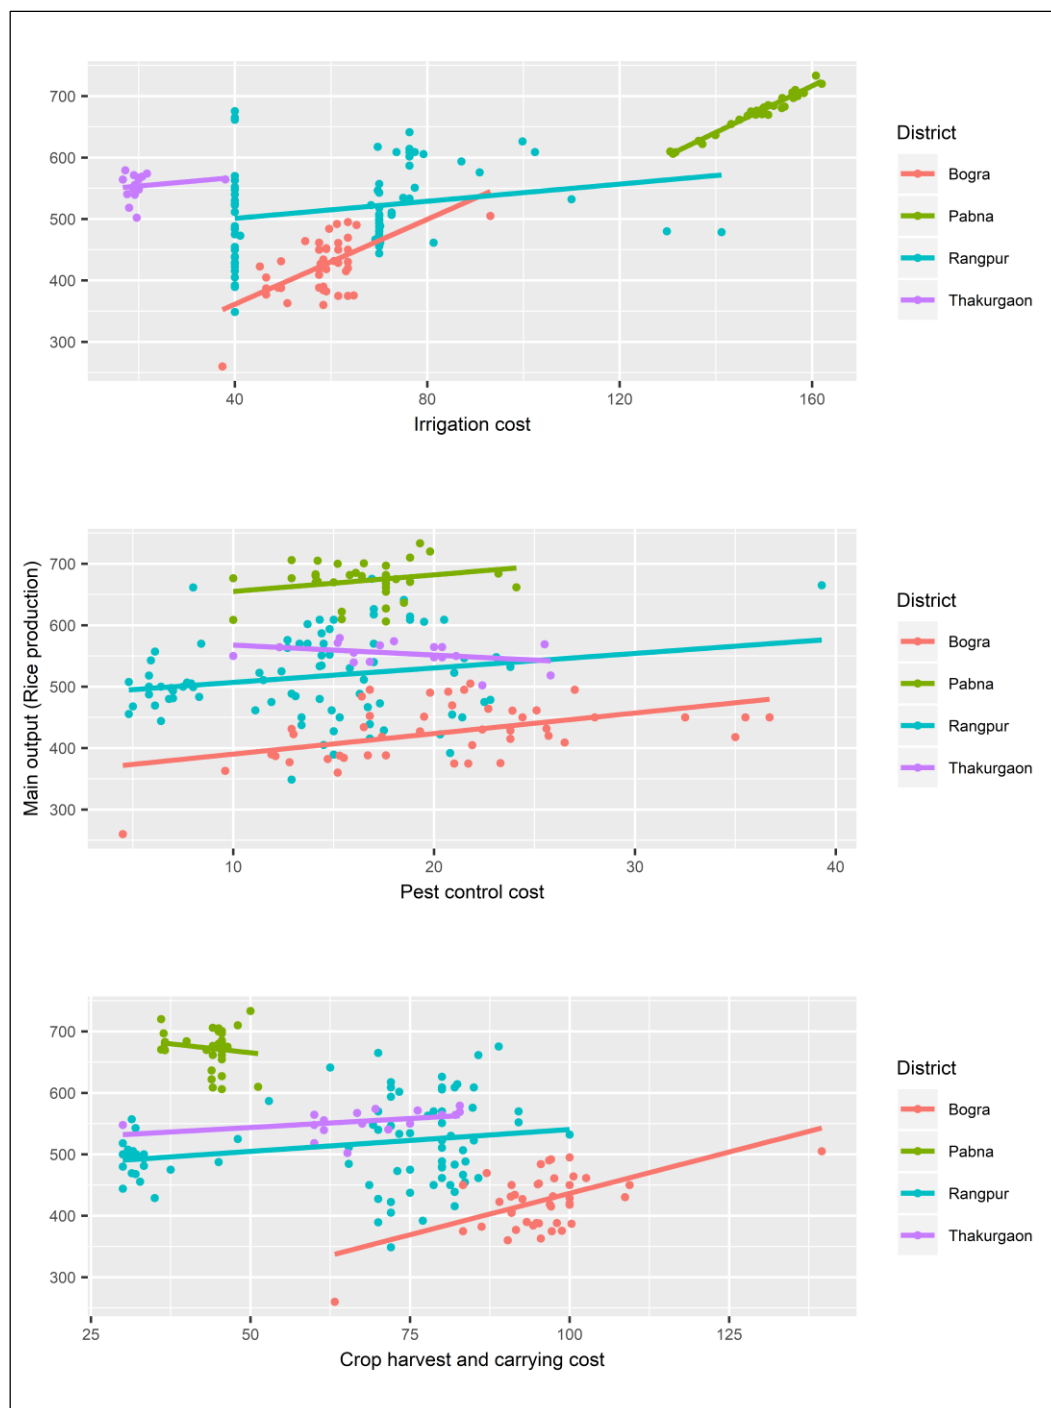 700
600
500
400
300
40
80
120
160
Irrigation cost
District
Bogra
Pabna
Rangpur
Thakurgaon
Main output (Rice production)
700
600
500
400
300
10
20
30
40
Pest control cost
District
Bogra
Pabna
Rangpur
Thakurgaon
700
600
500
400
300
25
50
75
100
125
Crop harvest and carrying cost
District
Bogra
Pabna
Rangpur
Thakurgaon